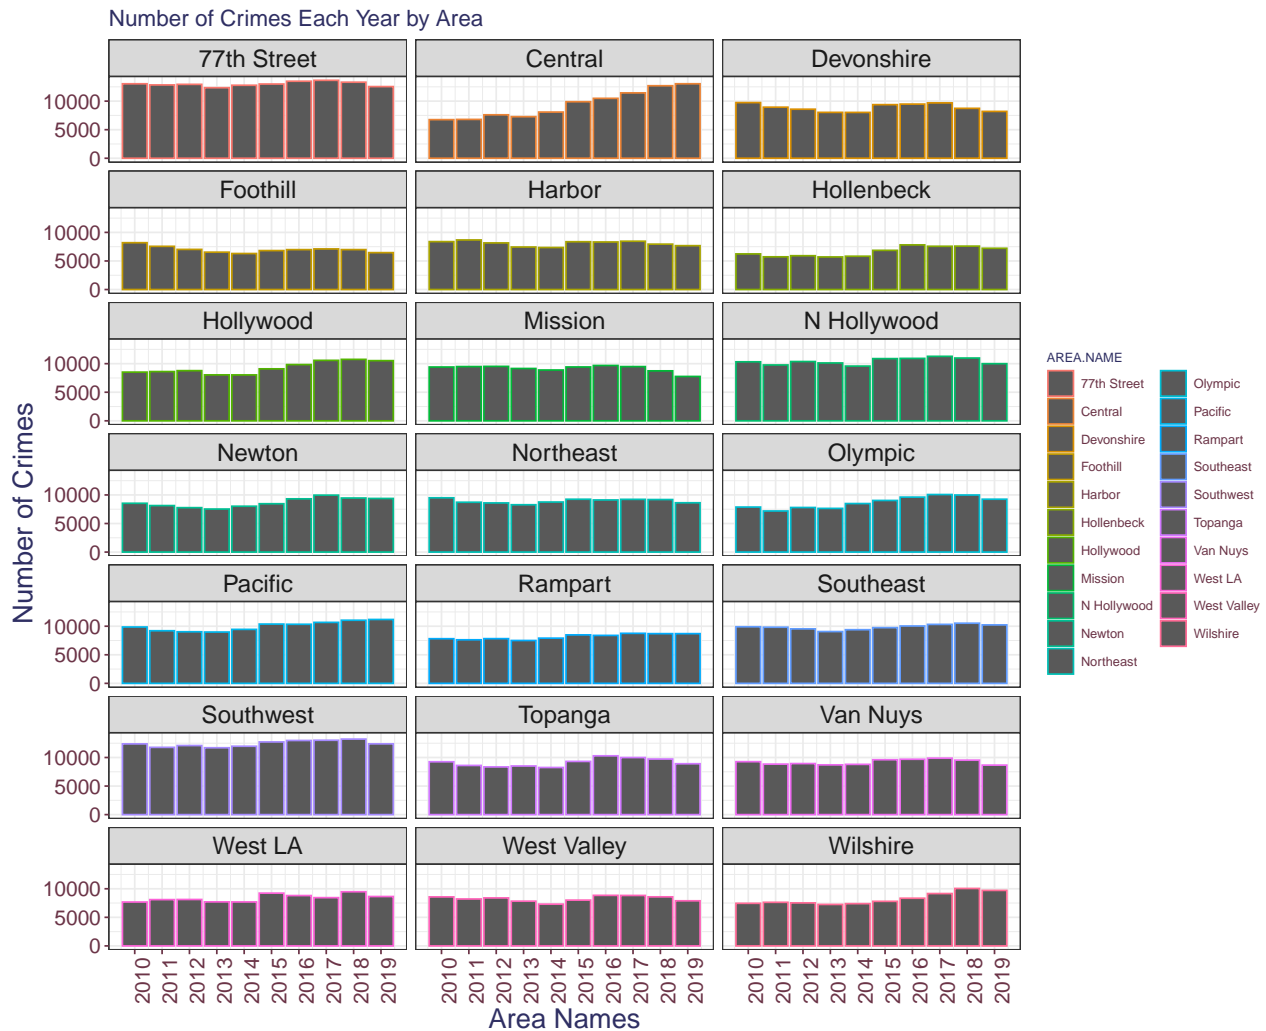 Number of Crimes Each Year by Area
77th Street Central Devonshire
10000
5000
0
Foothill Harbor Hollenbeck
10000
5000
0
Hollywood Mission N Hollywood
10000
5000
0
Newton Northeast Olympic
10000
5000
0
Pacific Rampart Southeast
10000
5000
0
Southwest Topanga Van Nuys
10000
5000
0
West LA West Valley Wilshire
10000
5000
0
2010 2011 2012 2013 2014 2015 2016 2017 2018 2019 2010 2011 2012 2013 2014 2015 2016 2017 2018 2019 2010 2011 2012 2013 2014 2015 2016 2017 2018 2019
Area Names
Number of Crimes
AREA.NAME
77th Street
Central
Devonshire
Foothill
Harbor
Hollenbeck
Hollywood
Mission
N Hollywood
Newton
Northeast
Olympic
Pacific
Rampart
Southeast
Southwest
Topanga
Van Nuys
West LA
West Valley
Wilshire